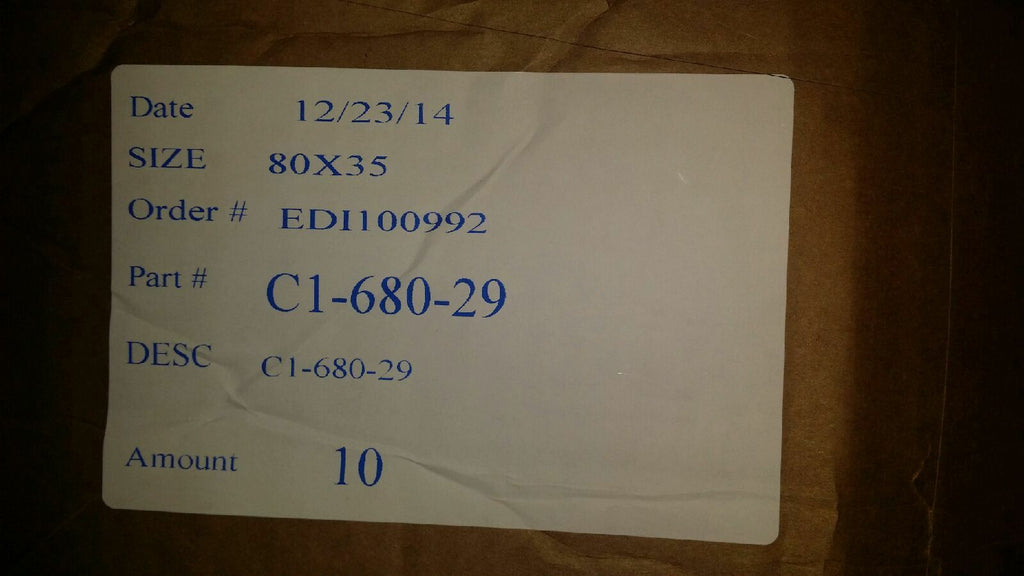 Date 12/23/14
SIZE 80X35
Order # EDI100992
Part # C1-680-29
DESC C1-680-29
Amount 10